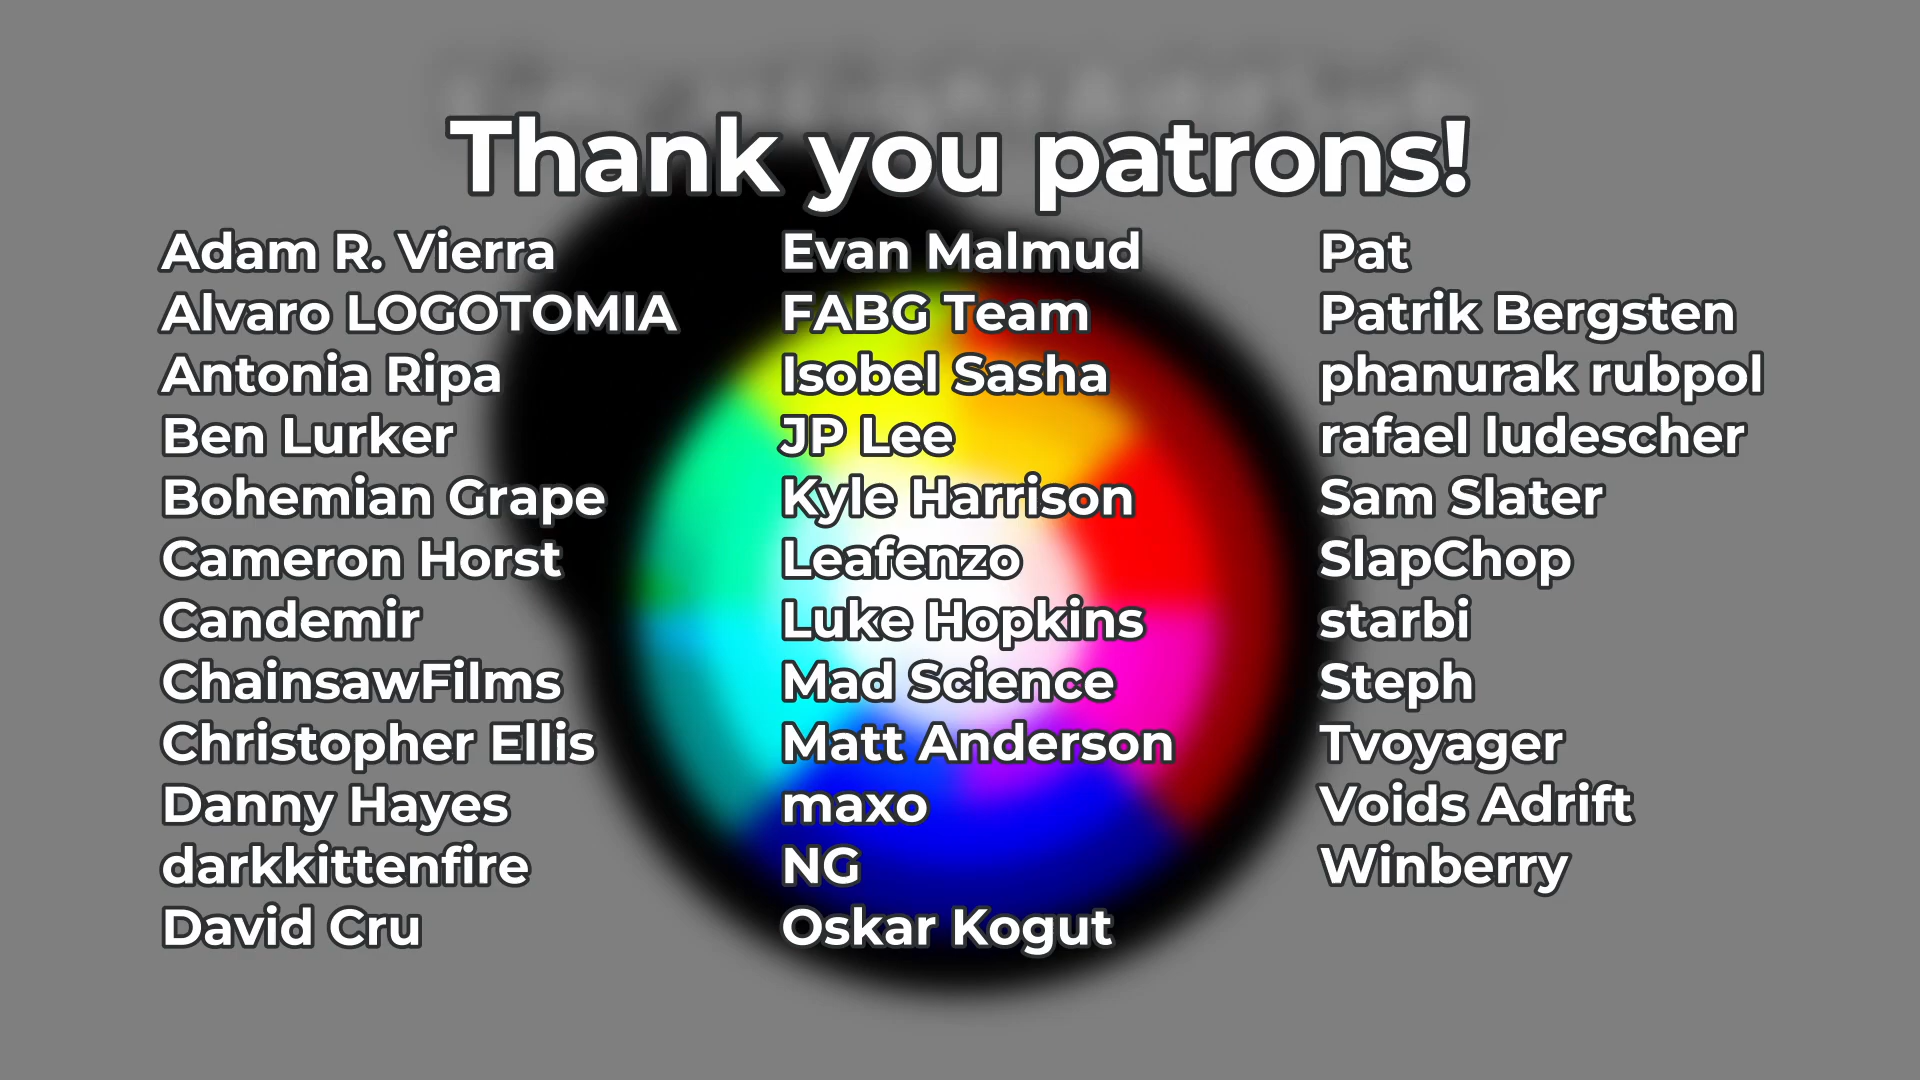 Thank you patrons!
Adam R. Vierra
Alvaro LOGOTOMIA
Antonia Ripa
Ben Lurker
Bohemian Grape
Cameron Horst
Candemir
ChainsawFilms
Christopher Ellis
Danny Hayes
darkkittenfire
David Cru
Evan Malmud
FABG Team
Isobel Sasha
JP Lee
Kyle Harrison
Leafenzo
Luke Hopkins
Mad Science
Matt Anderson
maxo
NG
Oskar Kogut
Pat
Patrik Bergsten
phanurak rubpol
rafael ludescher
Sam Slater
SlapChop
starbi
Steph
Tvoyager
Voids Adrift
Winberry